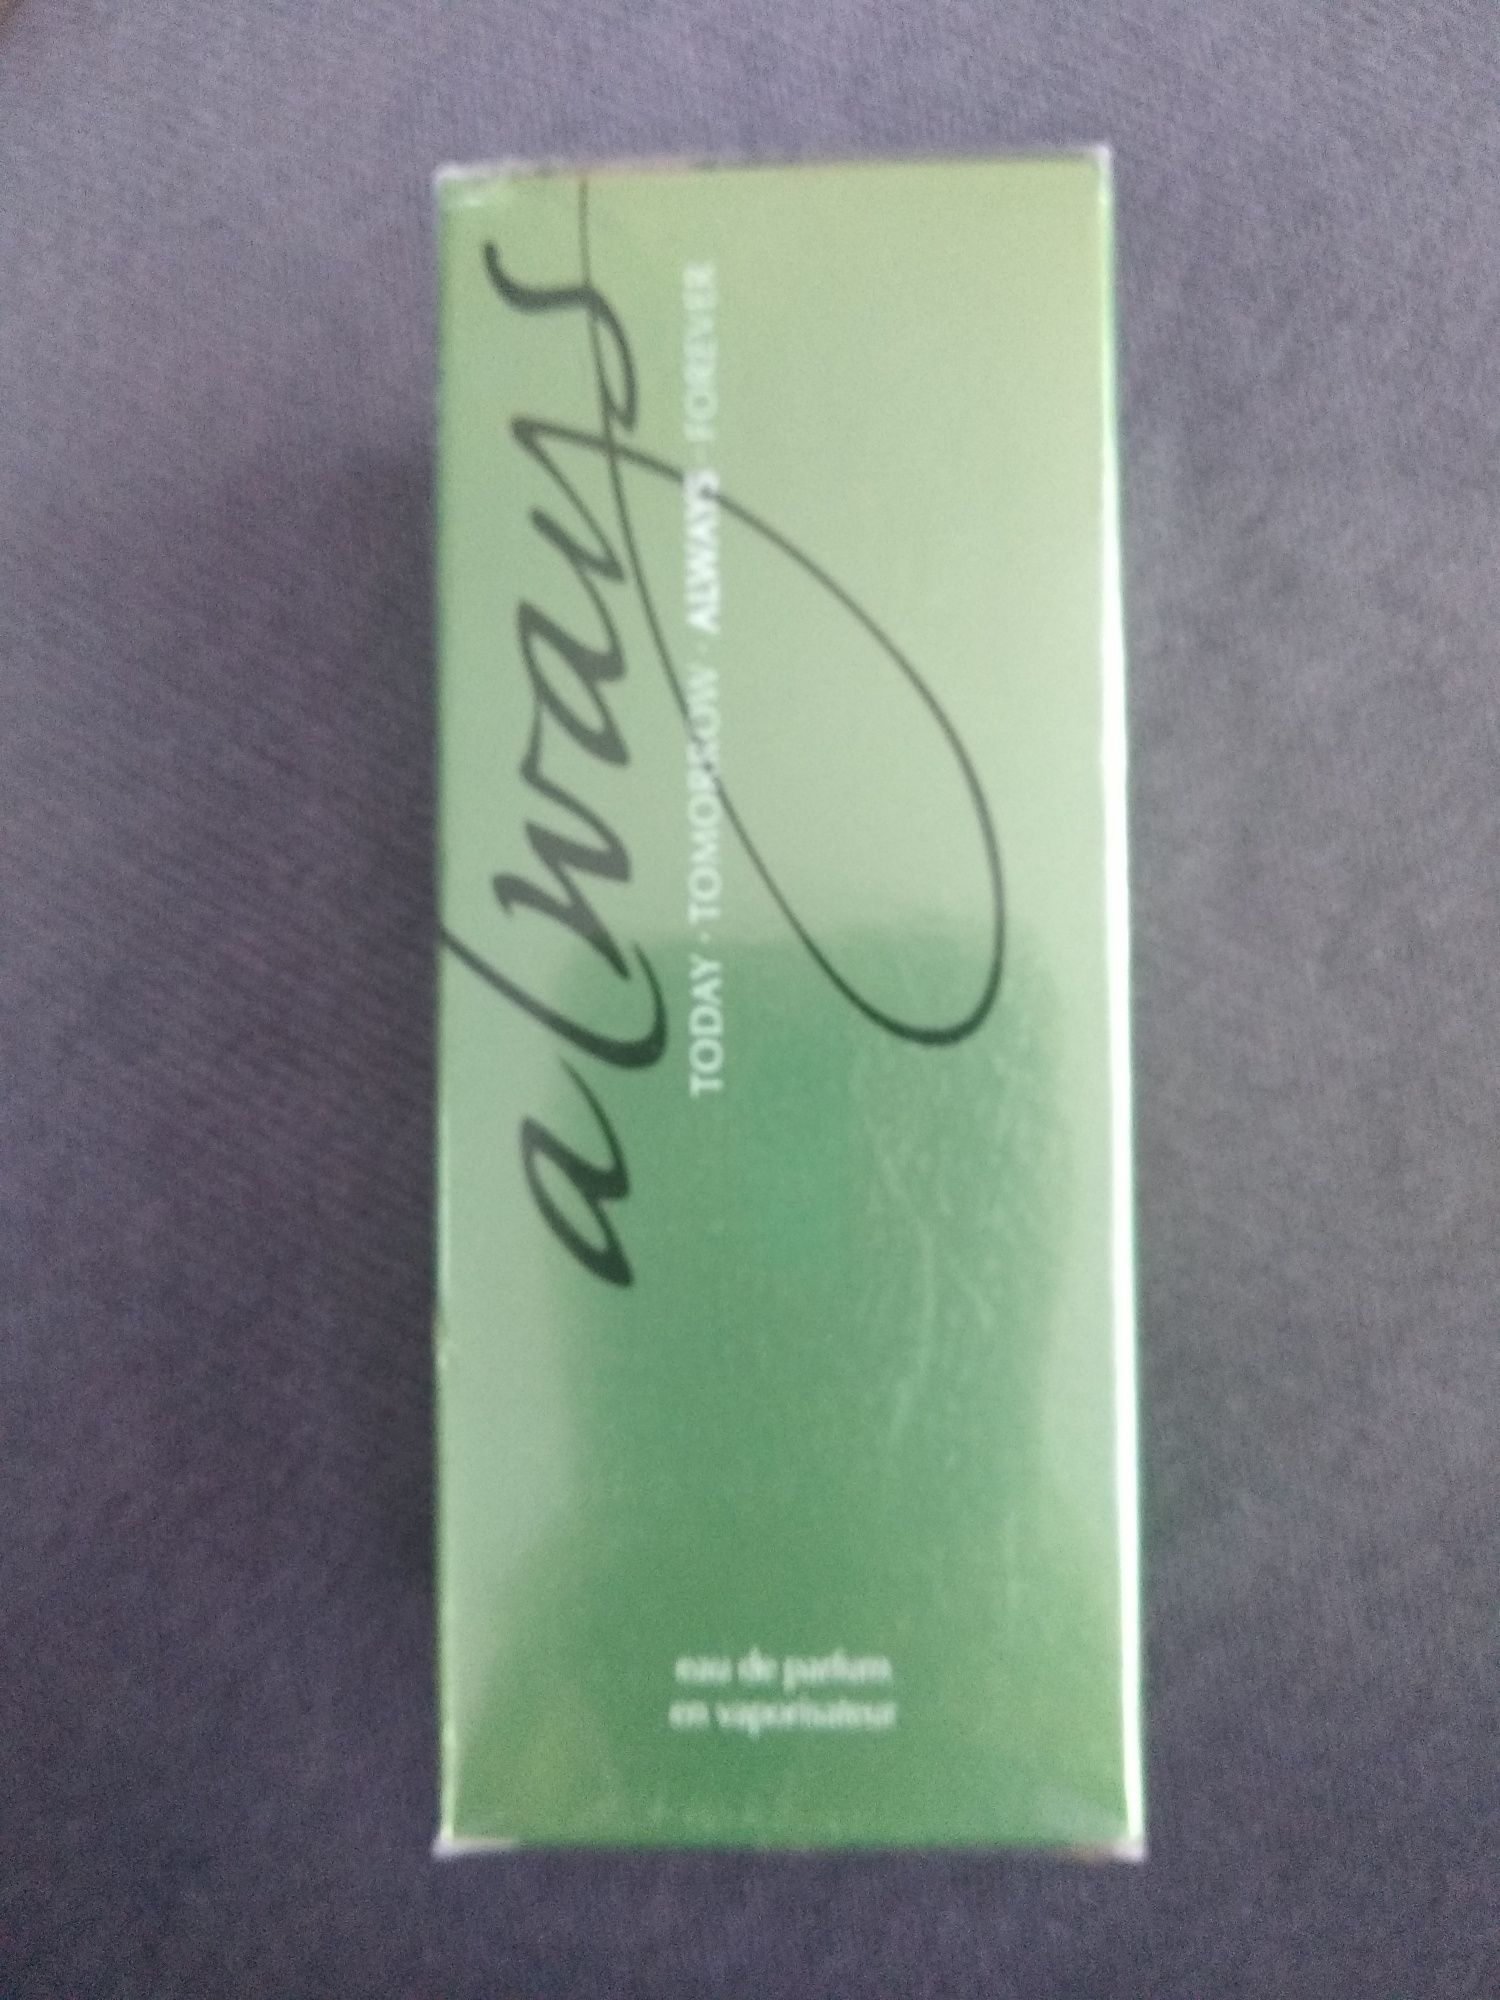 always
TODAY · TOMORROW · ALWAYS · FOREVER
eau de parfum
en vaporisateur